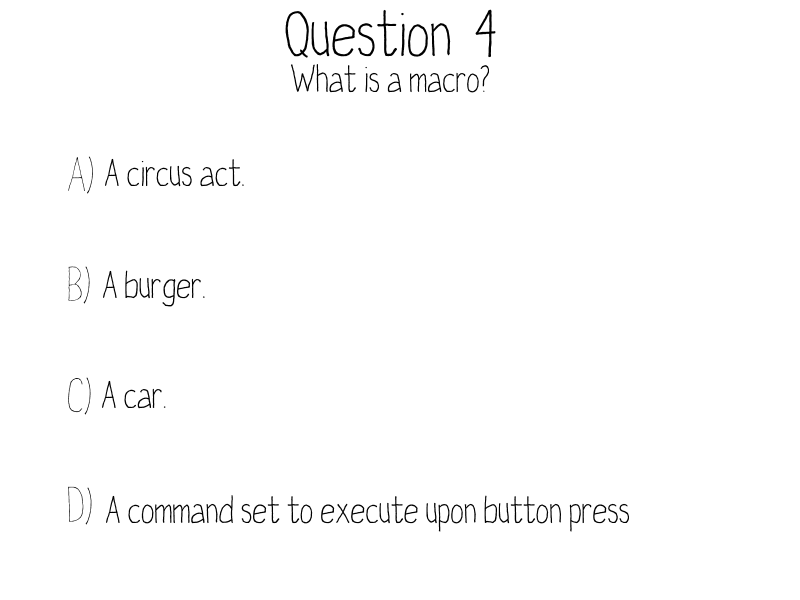 Question 4
What is a macro?
A) A circus act.
B) A burger.
C) A car.
D) A command set to execute upon button press